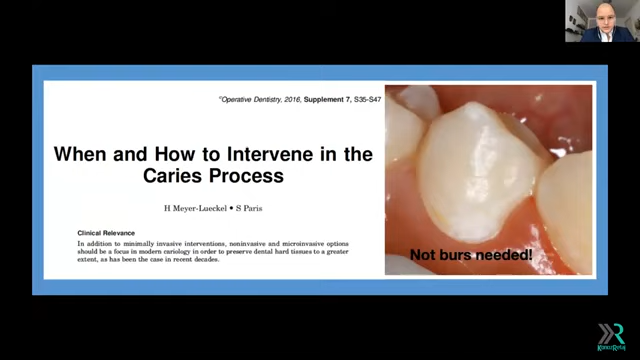 ©Operative Dentistry, 2016, Supplement 7, S35-S47
When and How to Intervene in the
Caries Process
H Meyer-Lueckel • S Paris
Clinical Relevance
In addition to minimally invasive interventions, noninvasive and microinvasive options
should be a focus in modern cariology in order to preserve dental hard tissues to a greater
extent, as has been the case in recent decades.
Not burs needed!